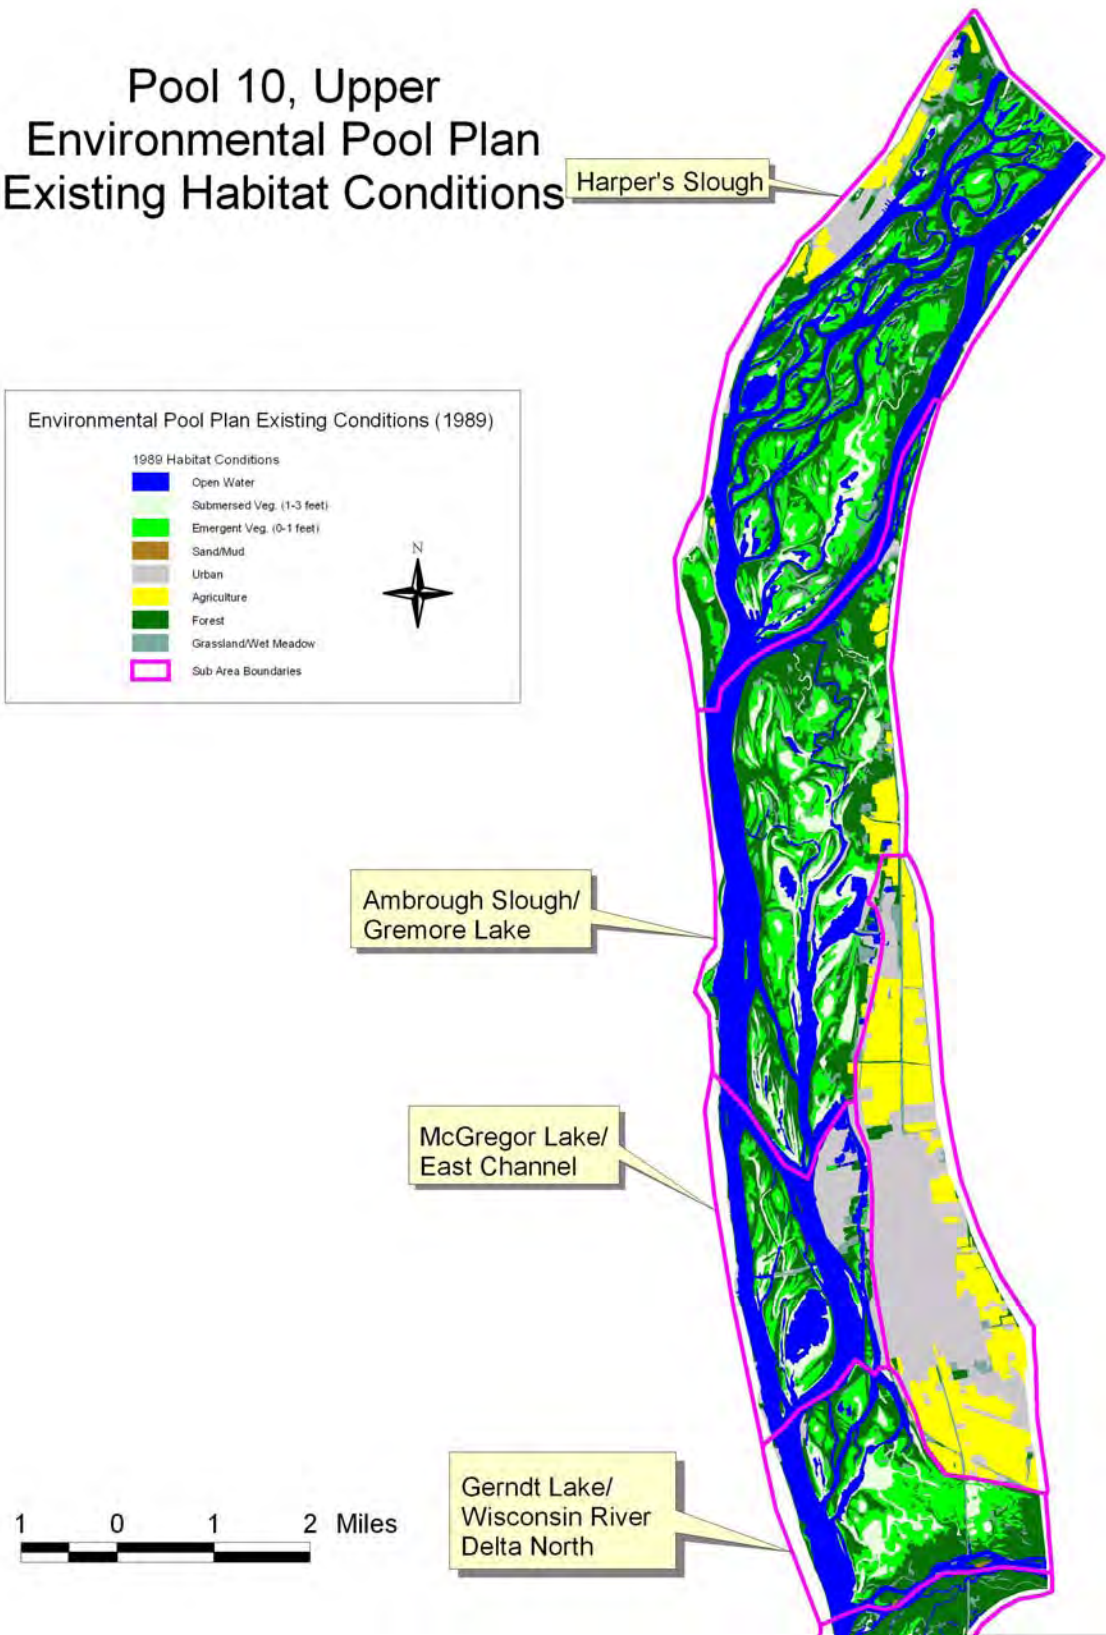 Pool 10, Upper
Environmental Pool Plan
Existing Habitat Conditions
Harper's Slough
Environmental Pool Plan Existing Conditions (1989)
1989 Habitat Conditions
Open Water
Submersed Veg. (1-3 feet)
Emergent Veg. (0-1 feet)
Sand/Mud
Urban
Agriculture
Forest
Grassland/Wet Meadow
Sub Area Boundaries
N
Ambrough Slough/
Gremore Lake
McGregor Lake/
East Channel
Gerndt Lake/
Wisconsin River
Delta North
1 0 1 2 Miles